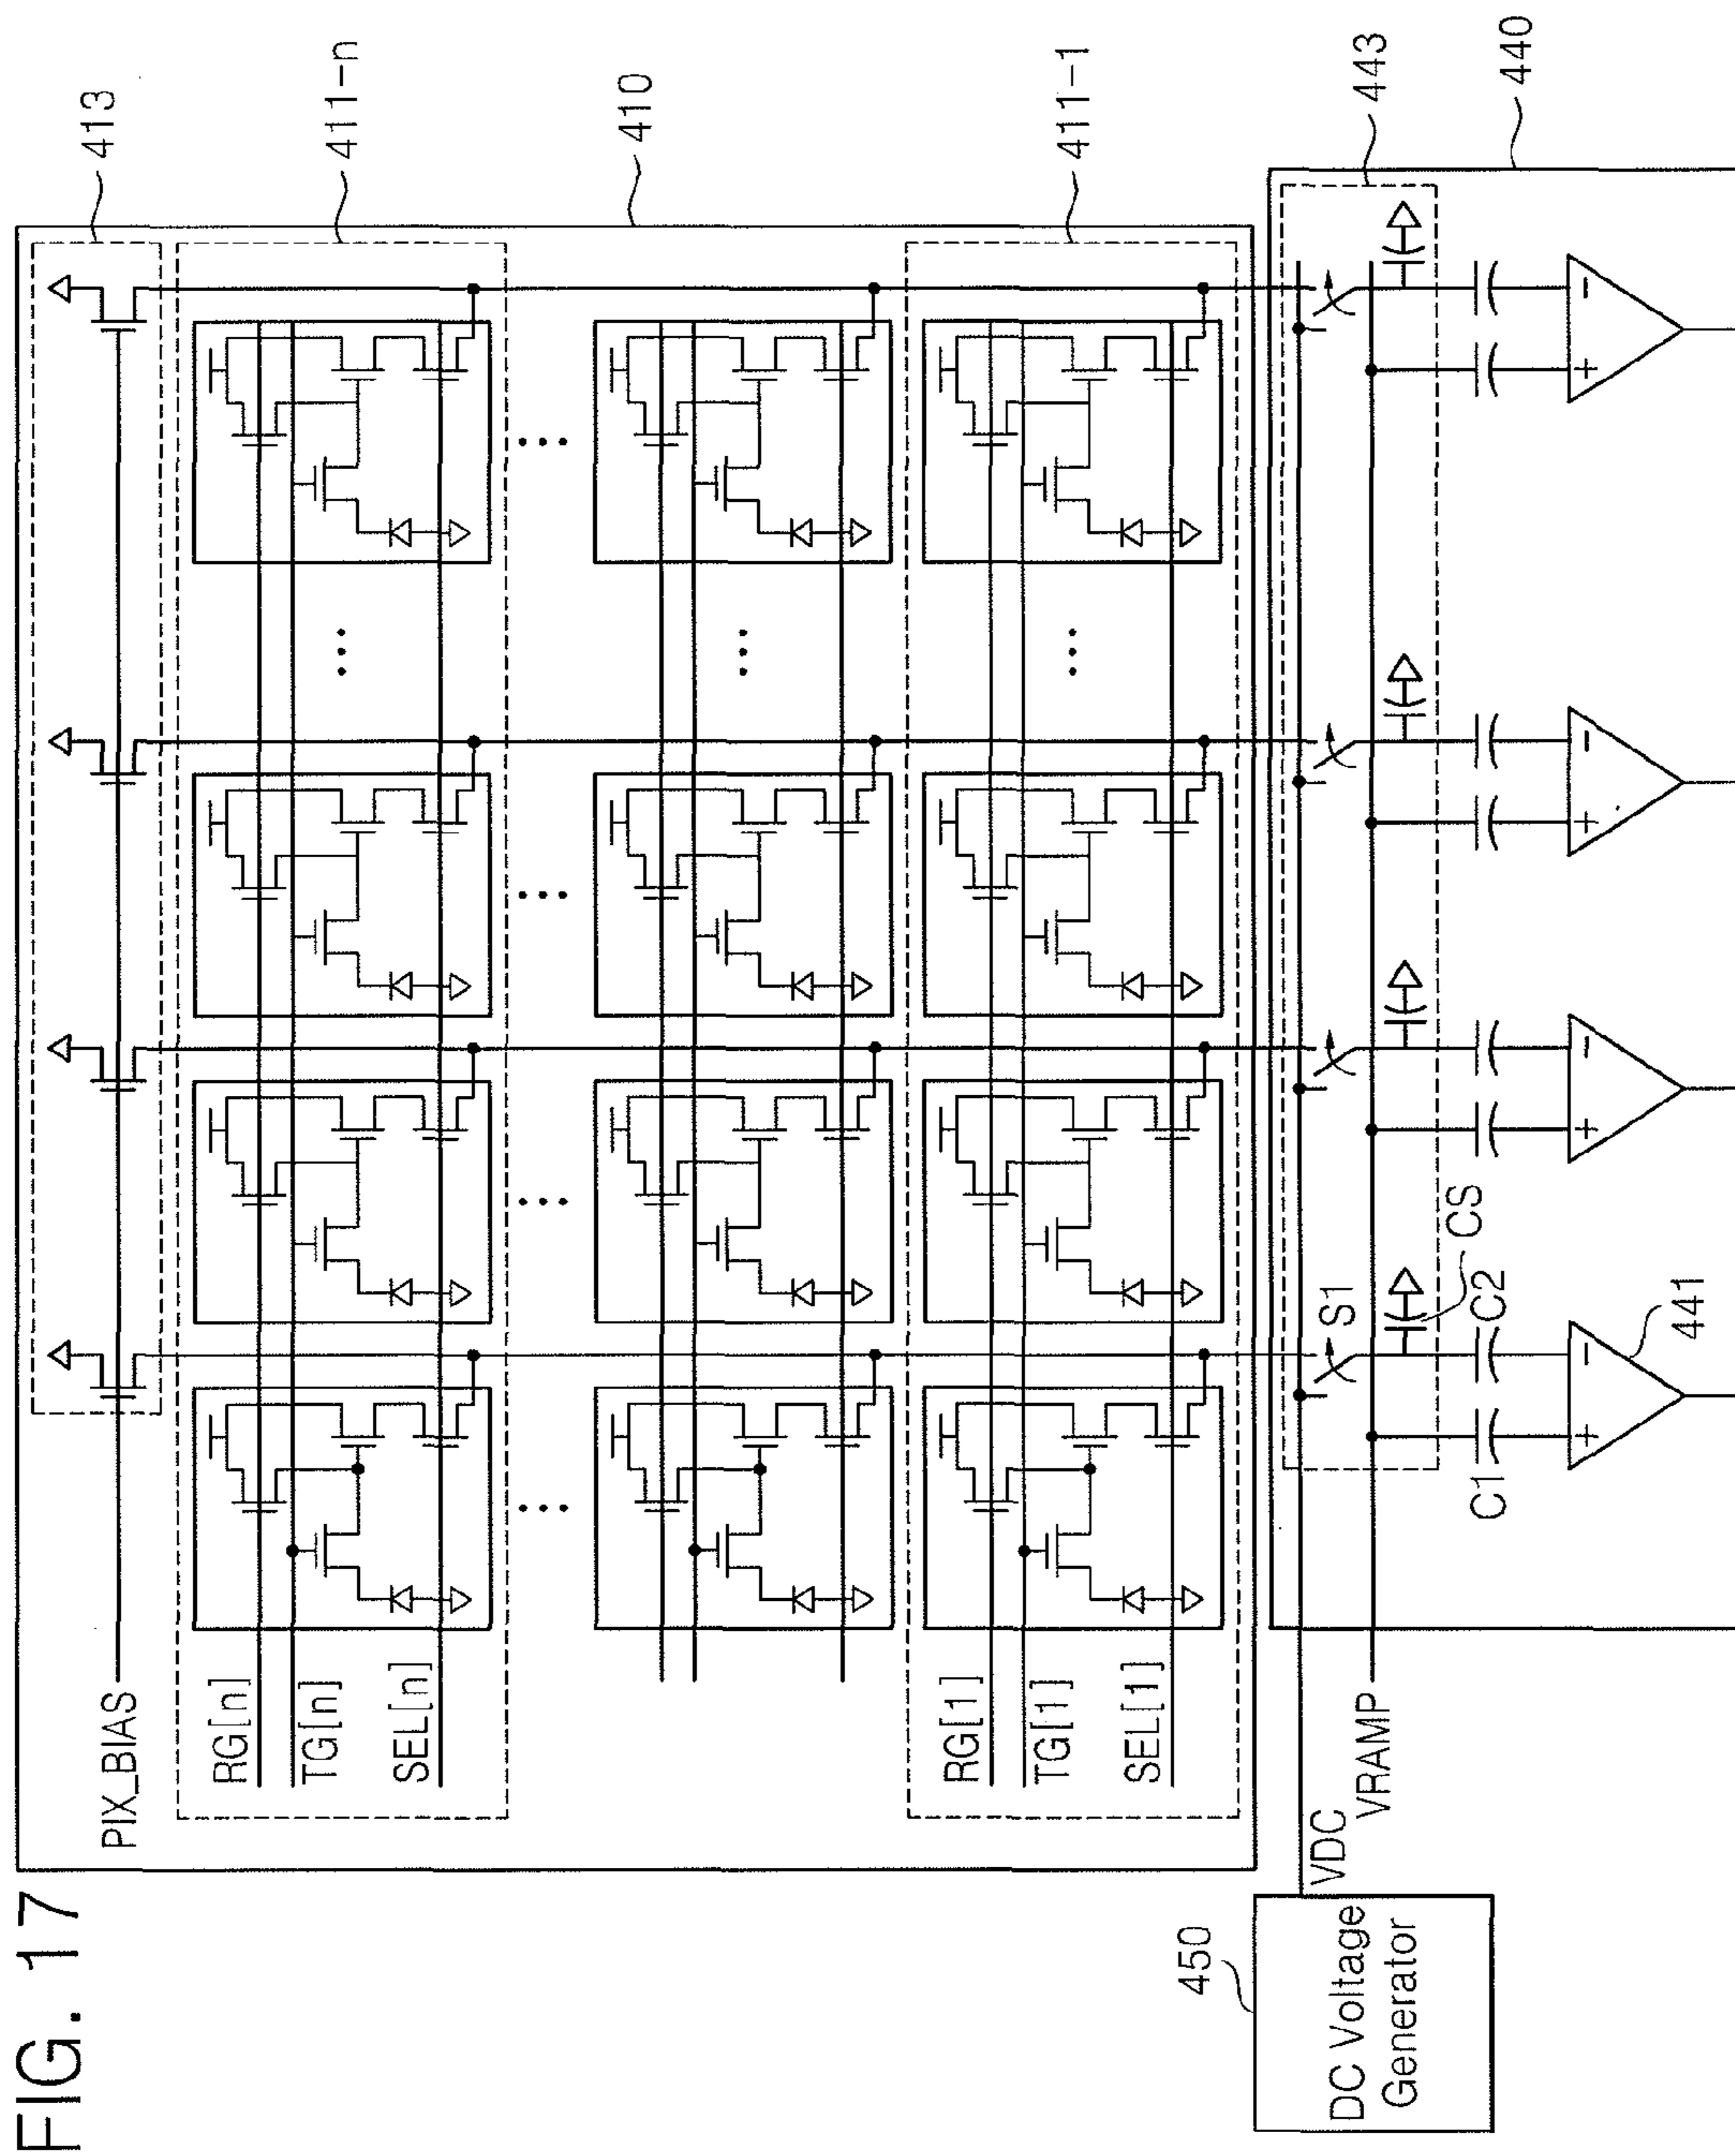 FIG. 17
413
411-n
410
411-1
443
440
PIX_BIAS
RG[n]
TG[n]
SEL[n]
RG[1]
TG[1]
SEL[1]
450
DC Voltage
Generator
VDC
VRAMP
S1
CS
C1
C2
441
+ -
+ -
+ -
+ -